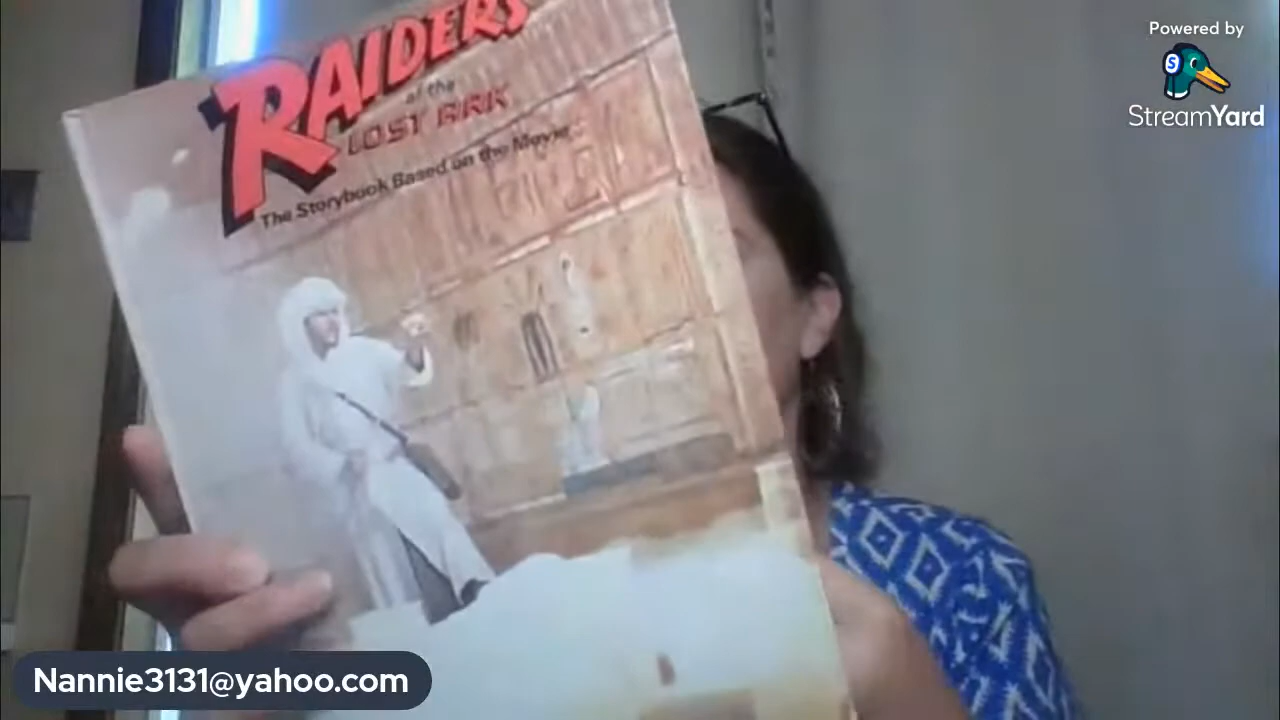 Powered by
S
StreamYard
RAIDERS
of the
LOST ARK
The Storybook Based on the Movie
Nannie3131@yahoo.com